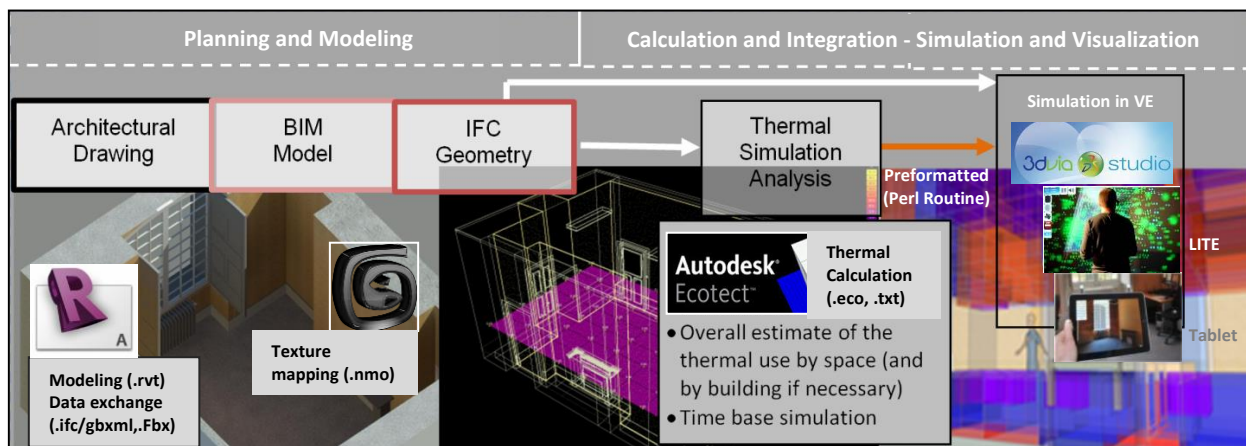 Planning and Modeling
Calculation and Integration - Simulation and Visualization
Architectural
Drawing
BIM
Model
IFC
Geometry
Thermal
Simulation
Analysis
Simulation in VE
3dvia studio
Preformatted
(Perl Routine)
LITE
Tablet
R
A
Modeling (.rvt)
Data exchange
(.ifc/gbxml,.Fbx)
Texture
mapping (.nmo)
Autodesk®
Ecotect™
Thermal
Calculation
(.eco, .txt)
• Overall estimate of the
thermal use by space (and
by building if necessary)
• Time base simulation